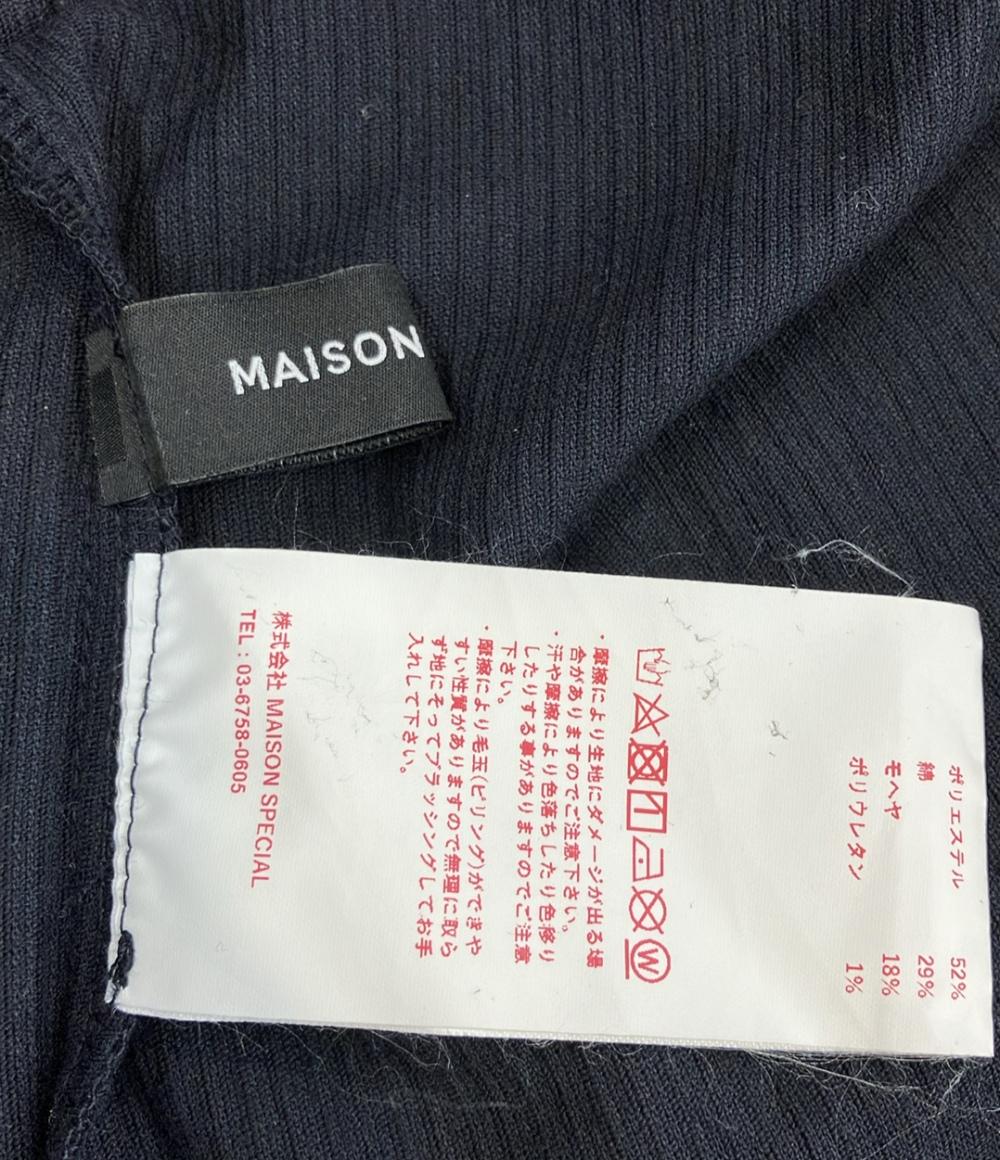 MAISON
ポリエステル 52%
綿 29%
モヘヤ 18%
ポリウレタン 1%
W
・摩擦により生地にダメージが出る場
合がありますのでご注意下さい。
・汗や摩擦により色落ちしたり色移り
したりする事がありますのでご注意
下さい。
・摩擦により毛玉(ピリング)ができや
すい性質がありますので無理に取ら
ず地にそってブラッシングしてお手
入れして下さい。
株式会社 MAISON SPECIAL
TEL : 03-6758-0605